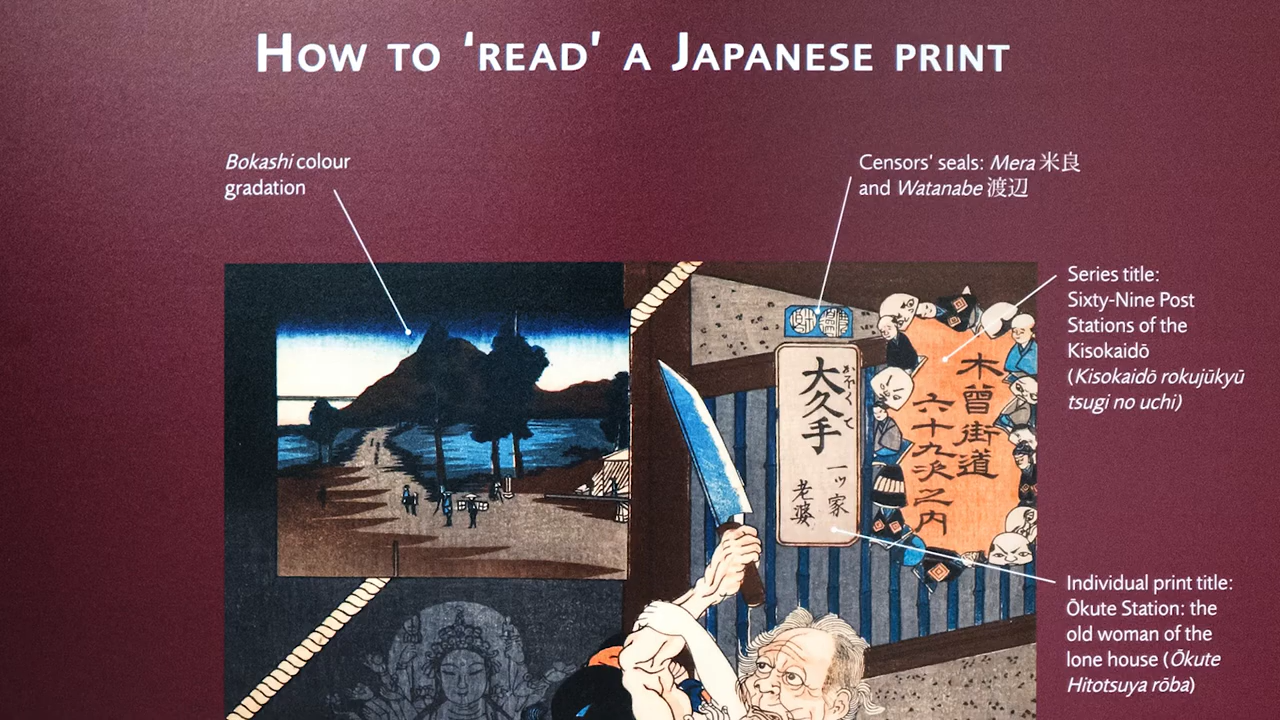 How to ‘read’ a Japanese print
Bokashi colour
gradation
Censors' seals: Mera 米良
and Watanabe 渡辺
Series title:
Sixty-Nine Post
Stations of the
Kisokaidō
(Kisokaidō rokujūkyū
tsugi no uchi)
木曽街道
六十九次之内
大久手
おほくて
一ッ家
老婆
Individual print title:
Ōkute Station: the
old woman of the
lone house (Ōkute
Hitotsuya rōba)